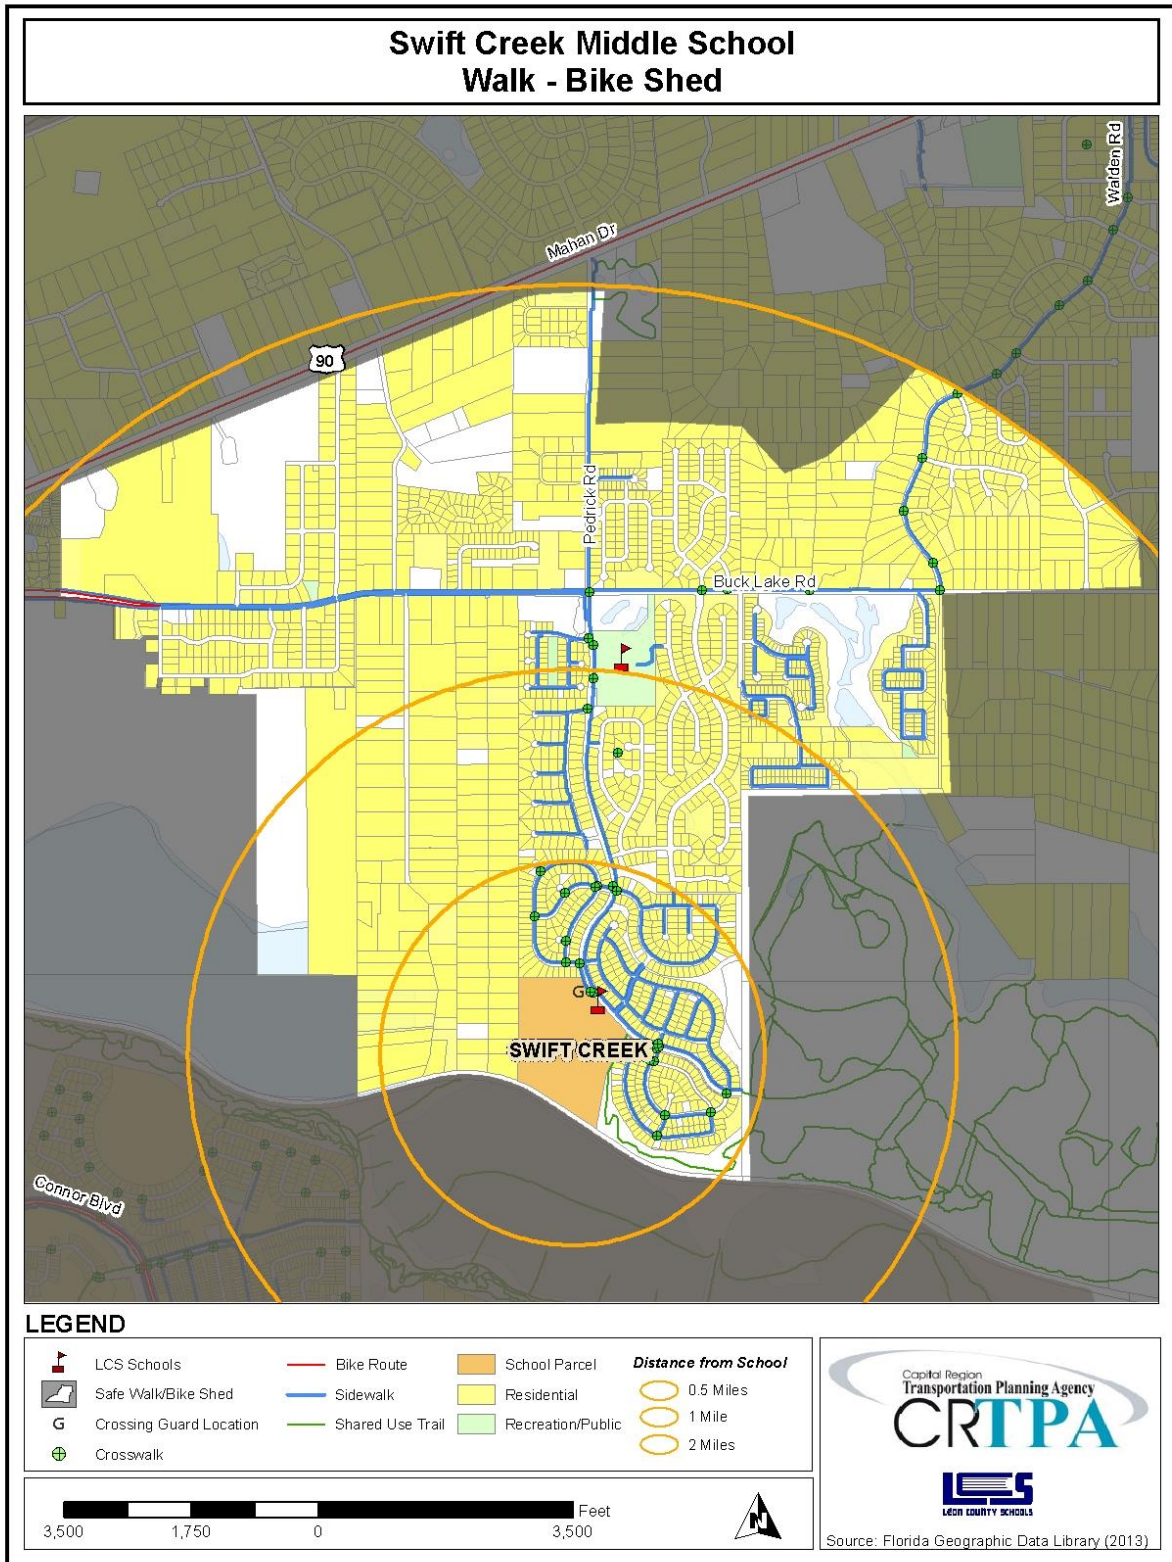 Swift Creek Middle School
Walk - Bike Shed
Walden Rd
Mahan Dr
90
Pedrick Rd
Buck Lake Rd
G
SWIFT CREEK
Connor Blvd
LEGEND
LCS Schools
Safe Walk/Bike Shed
G Crossing Guard Location
Crosswalk
Bike Route
Sidewalk
Shared Use Trail
School Parcel
Residential
Recreation/Public
Distance from School
0.5 Miles
1 Mile
2 Miles
Feet
3,500 1,750 0 3,500
N
Capital Region
Transportation Planning Agency
CRTPA
LCS
LEON COUNTY SCHOOLS
Source: Florida Geographic Data Library (2013)